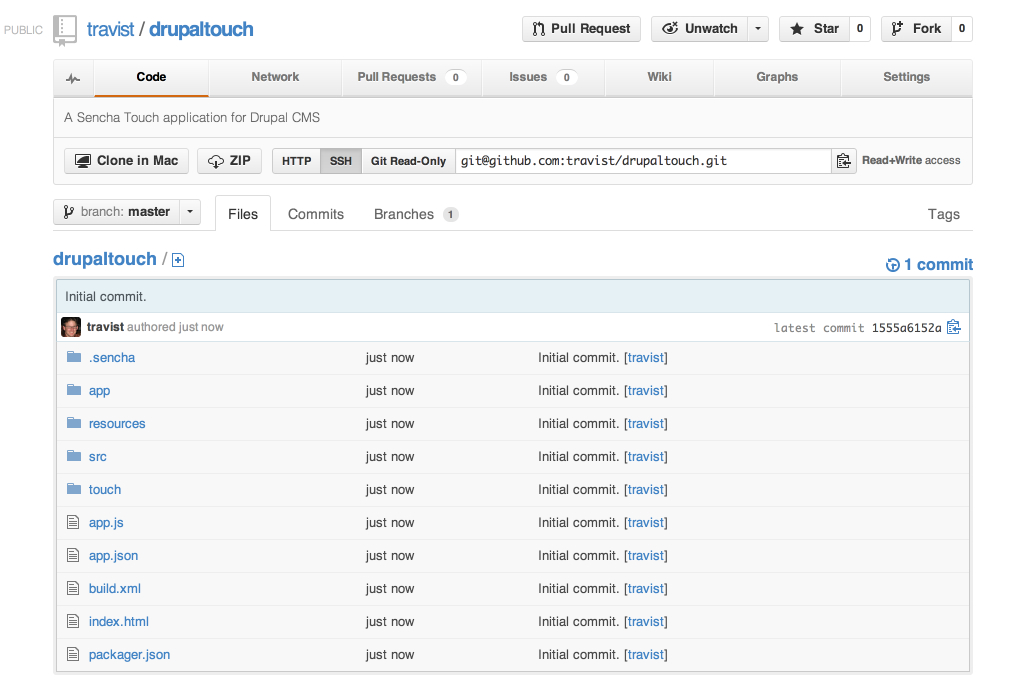 PUBLIC travist / drupaltouch Pull Request Unwatch Star 0 Fork 0
Code Network Pull Requests 0 Issues 0 Wiki Graphs Settings
A Sencha Touch application for Drupal CMS
Clone in Mac ZIP HTTP SSH Git Read-Only git@github.com:travist/drupaltouch.git Read+Write access
branch: master Files Commits Branches 1 Tags
drupaltouch / 1 commit
Initial commit.
travist authored just now latest commit 1555a6152a
.sencha just now Initial commit. [travist]
app just now Initial commit. [travist]
resources just now Initial commit. [travist]
src just now Initial commit. [travist]
touch just now Initial commit. [travist]
app.js just now Initial commit. [travist]
app.json just now Initial commit. [travist]
build.xml just now Initial commit. [travist]
index.html just now Initial commit. [travist]
packager.json just now Initial commit. [travist]